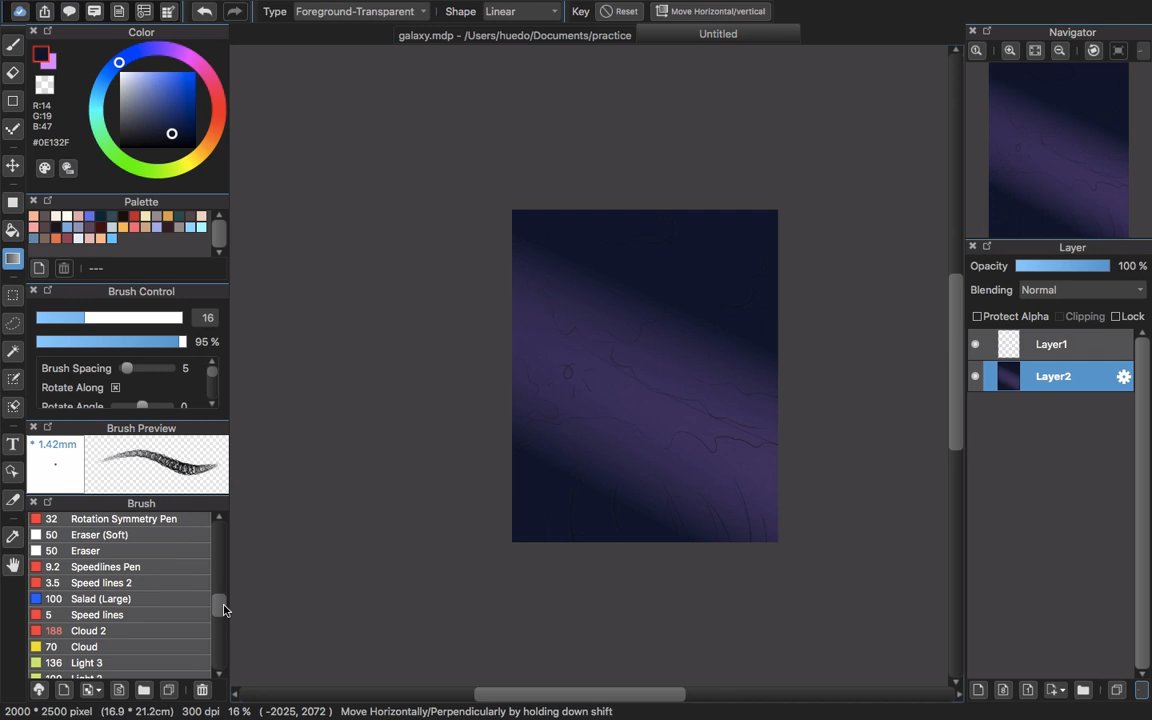 Type Foreground-Transparent Shape Linear Key Reset Move Horizontal/vertical
galaxy.mdp - /Users/huedo/Documents/practice Untitled
Color
R:14
G:19
B:47
#0E132F
Palette
---
Brush Control
16
95 %
Brush Spacing 5
Rotate Along
Rotate Angle 0
Brush Preview
* 1.42mm
Brush
32 Rotation Symmetry Pen
50 Eraser (Soft)
50 Eraser
9.2 Speedlines Pen
3.5 Speed lines 2
100 Salad (Large)
5 Speed lines
188 Cloud 2
70 Cloud
136 Light 3
Navigator
Layer
Opacity 100 %
Blending Normal
Protect Alpha Clipping Lock
Layer1
Layer2
T
2000 * 2500 pixel (16.9 * 21.2cm) 300 dpi 16 % ( -2025, 2072 ) Move Horizontally/Perpendicularly by holding down shift